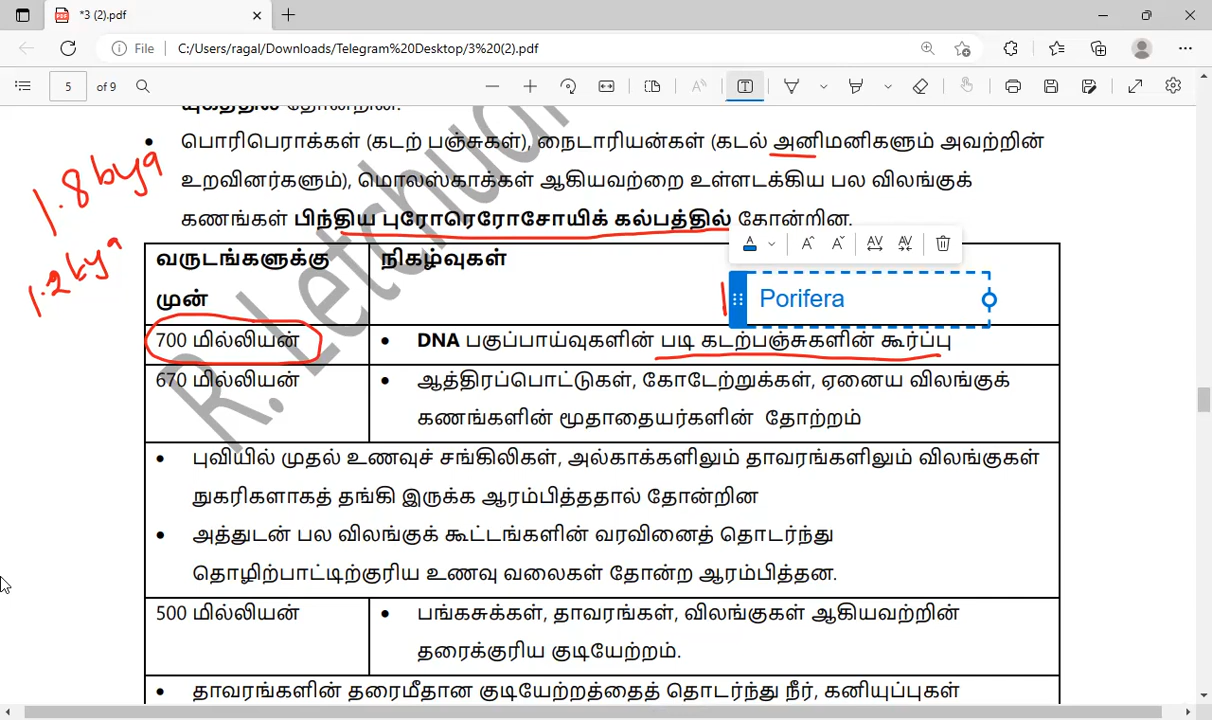 *3 (2).pdf
File C:/Users/ragal/Downloads/Telegram%20Desktop/3%20(2).pdf
5 of 9
யுகத்தில் தோன்றின.
• பொரிபெராக்கள் (கடற் பஞ்சுகள்), நைடாரியன்கள் (கடல் அனிமனிகளும் அவற்றின்
உறவினர்களும்), மொலஸ்காக்கள் ஆகியவற்றை உள்ளடக்கிய பல விலங்குக்
கணங்கள் பிந்திய புரோரெரோசோயிக் கல்பத்தில் தோன்றின.
1.8 bya
1.2 bya
வருடங்களுக்கு முன் நிகழ்வுகள்
Porifera
700 மில்லியன் • DNA பகுப்பாய்வுகளின் படி கடற்பஞ்சுகளின் கூர்ப்பு
670 மில்லியன் • ஆத்திரப்பொட்டுகள், கோடேற்றுக்கள், ஏனைய விலங்குக்
கணங்களின் மூதாதையர்களின் தோற்றம்
• புவியில் முதல் உணவுச் சங்கிலிகள், அல்காக்களிலும் தாவரங்களிலும் விலங்குகள்
நுகரிகளாகத் தங்கி இருக்க ஆரம்பித்ததால் தோன்றின
• அத்துடன் பல விலங்குக் கூட்டங்களின் வரவினைத் தொடர்ந்து
தொழிற்பாட்டிற்குரிய உணவு வலைகள் தோன்ற ஆரம்பித்தன.
500 மில்லியன் • பங்கசுக்கள், தாவரங்கள், விலங்குகள் ஆகியவற்றின்
தரைக்குரிய குடியேற்றம்.
• தாவரங்களின் தரைமீதான குடியேற்றத்தைத் தொடர்ந்து நீர், கனியுப்புகள்
R. Letchua